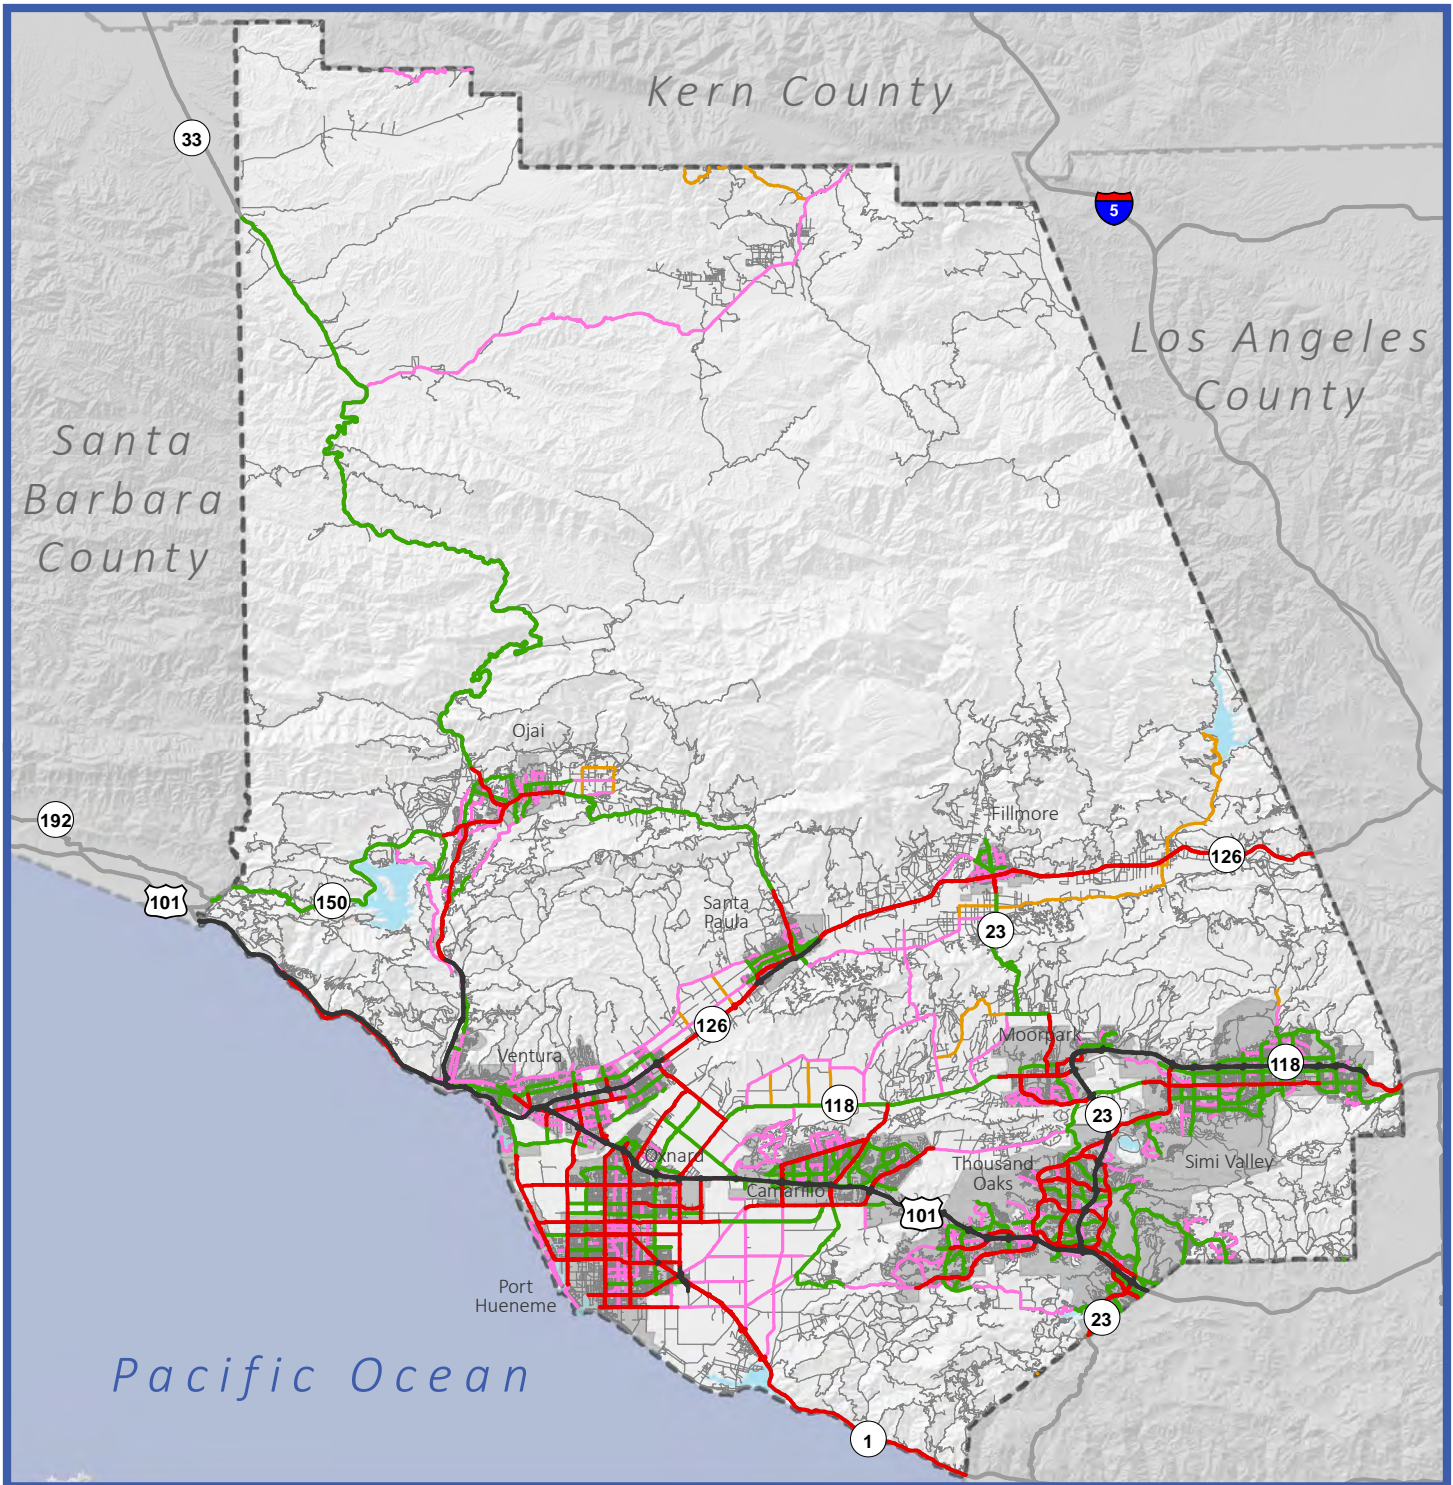 Kern County
33
5
Los Angeles
County
Santa
Barbara
County
Ojai
192
Fillmore
126
101
150
Santa
Paula
23
126
Moorpark
Ventura
118
118
23
Oxnard
Thousand
Oaks
Simi Valley
Camarillo
101
Port
Hueneme
23
Pacific Ocean
1